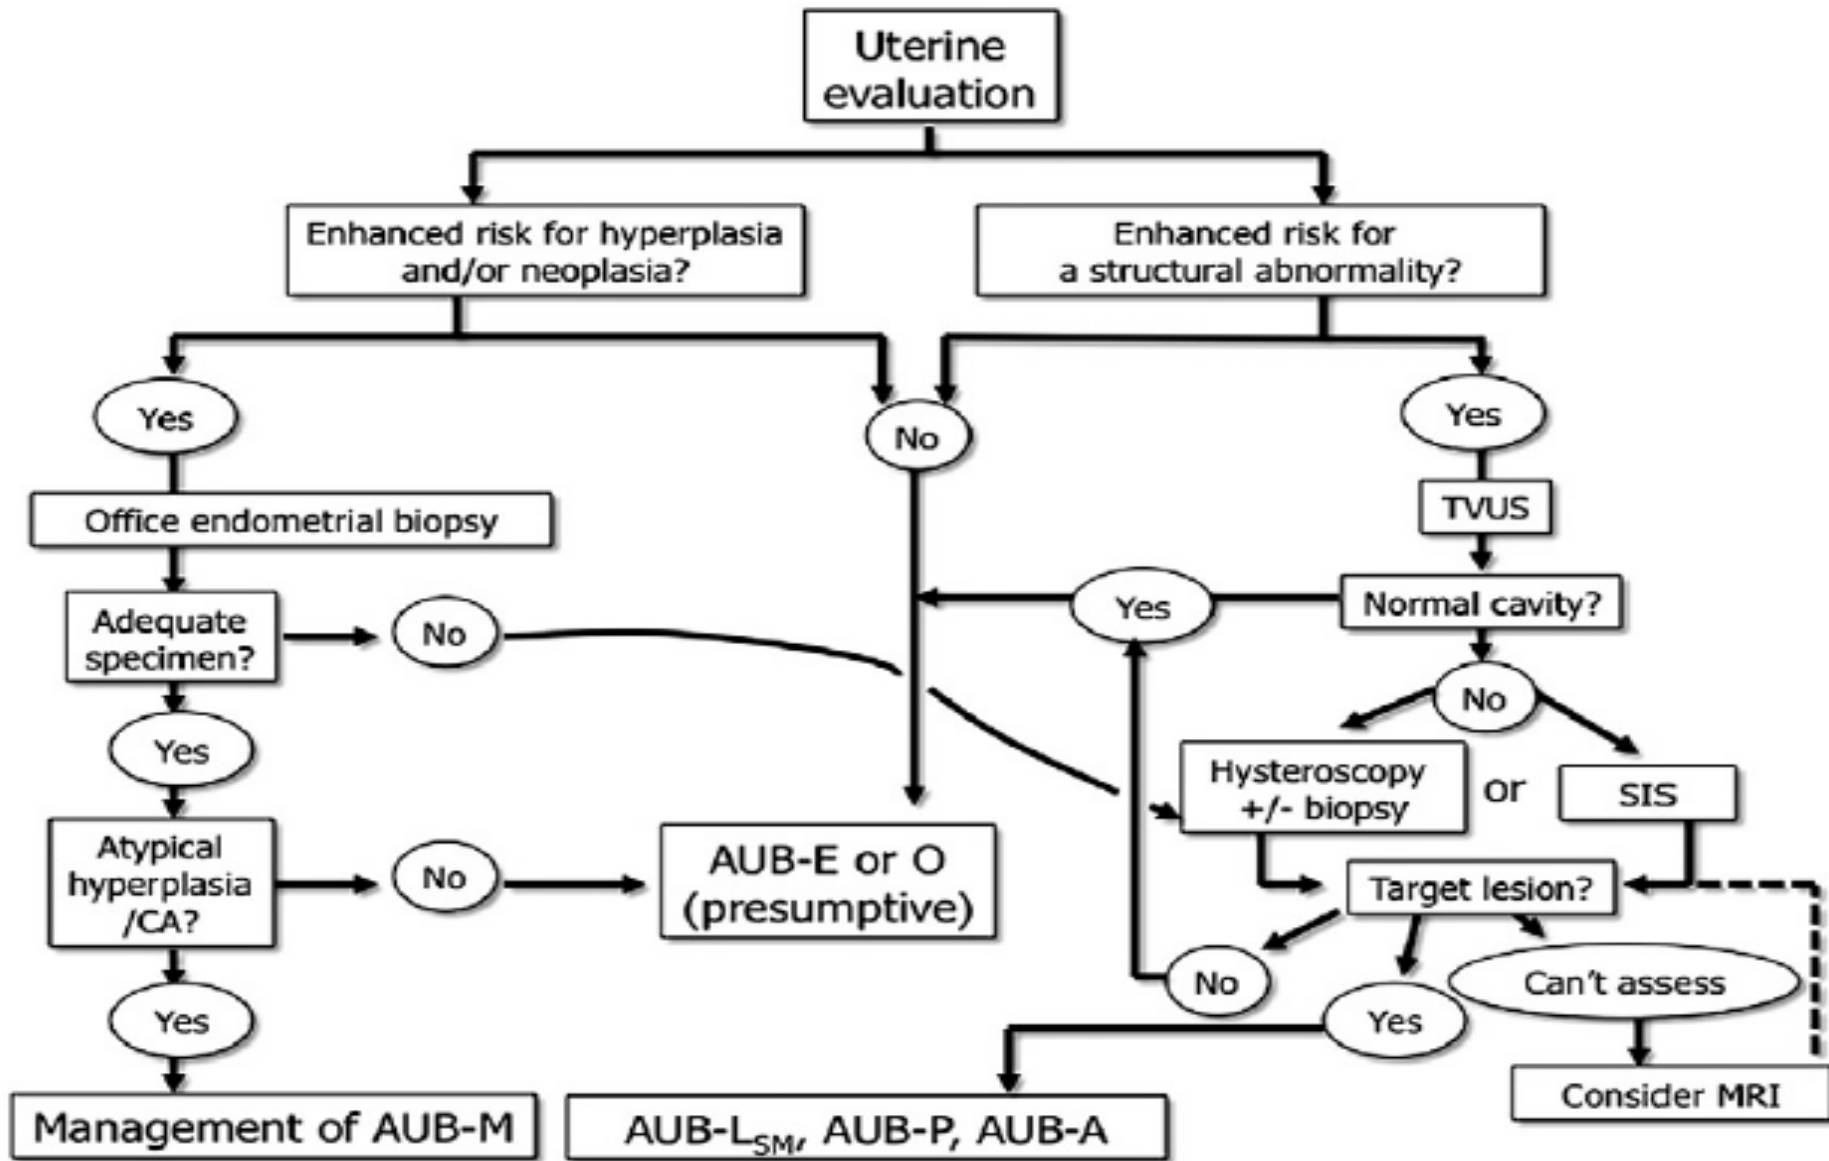 Uterine
evaluation
Enhanced risk for hyperplasia
and/or neoplasia?
Enhanced risk for
a structural abnormality?
Yes
No
Yes
Office endometrial biopsy
TVUS
Adequate
specimen?
No
Yes
Normal cavity?
No
Yes
Hysteroscopy
+/- biopsy
or
SIS
Atypical
hyperplasia
/CA?
No
AUB-E or O
(presumptive)
Target lesion?
No
Yes
Can't assess
Yes
Consider MRI
Management of AUB-M
AUB-LSM, AUB-P, AUB-A